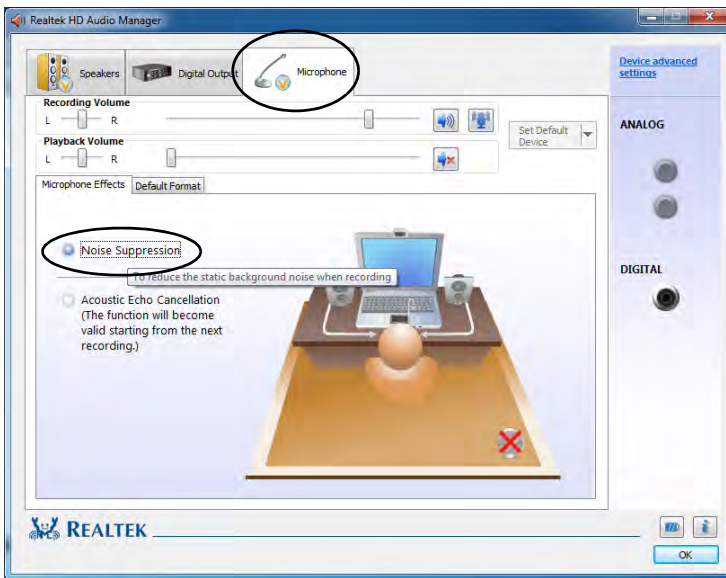 Realtek HD Audio Manager
Speakers
Digital Output
Microphone
Device advanced
settings
Recording Volume
L R
Set Default
Device
Playback Volume
L R
ANALOG
Microphone Effects Default Format
Noise Suppression
To reduce the static background noise when recording
DIGITAL
Acoustic Echo Cancellation
(The function will become
valid starting from the next
recording.)
REALTEK
OK